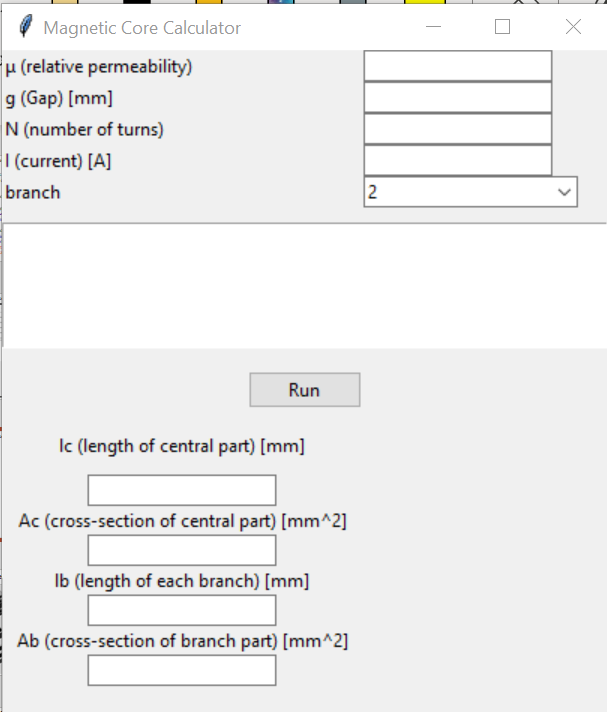 Magnetic Core Calculator
μ (relative permeability)
g (Gap) [mm]
N (number of turns)
I (current) [A]
branch
2
Run
lc (length of central part) [mm]
Ac (cross-section of central part) [mm^2]
lb (length of each branch) [mm]
Ab (cross-section of branch part) [mm^2]